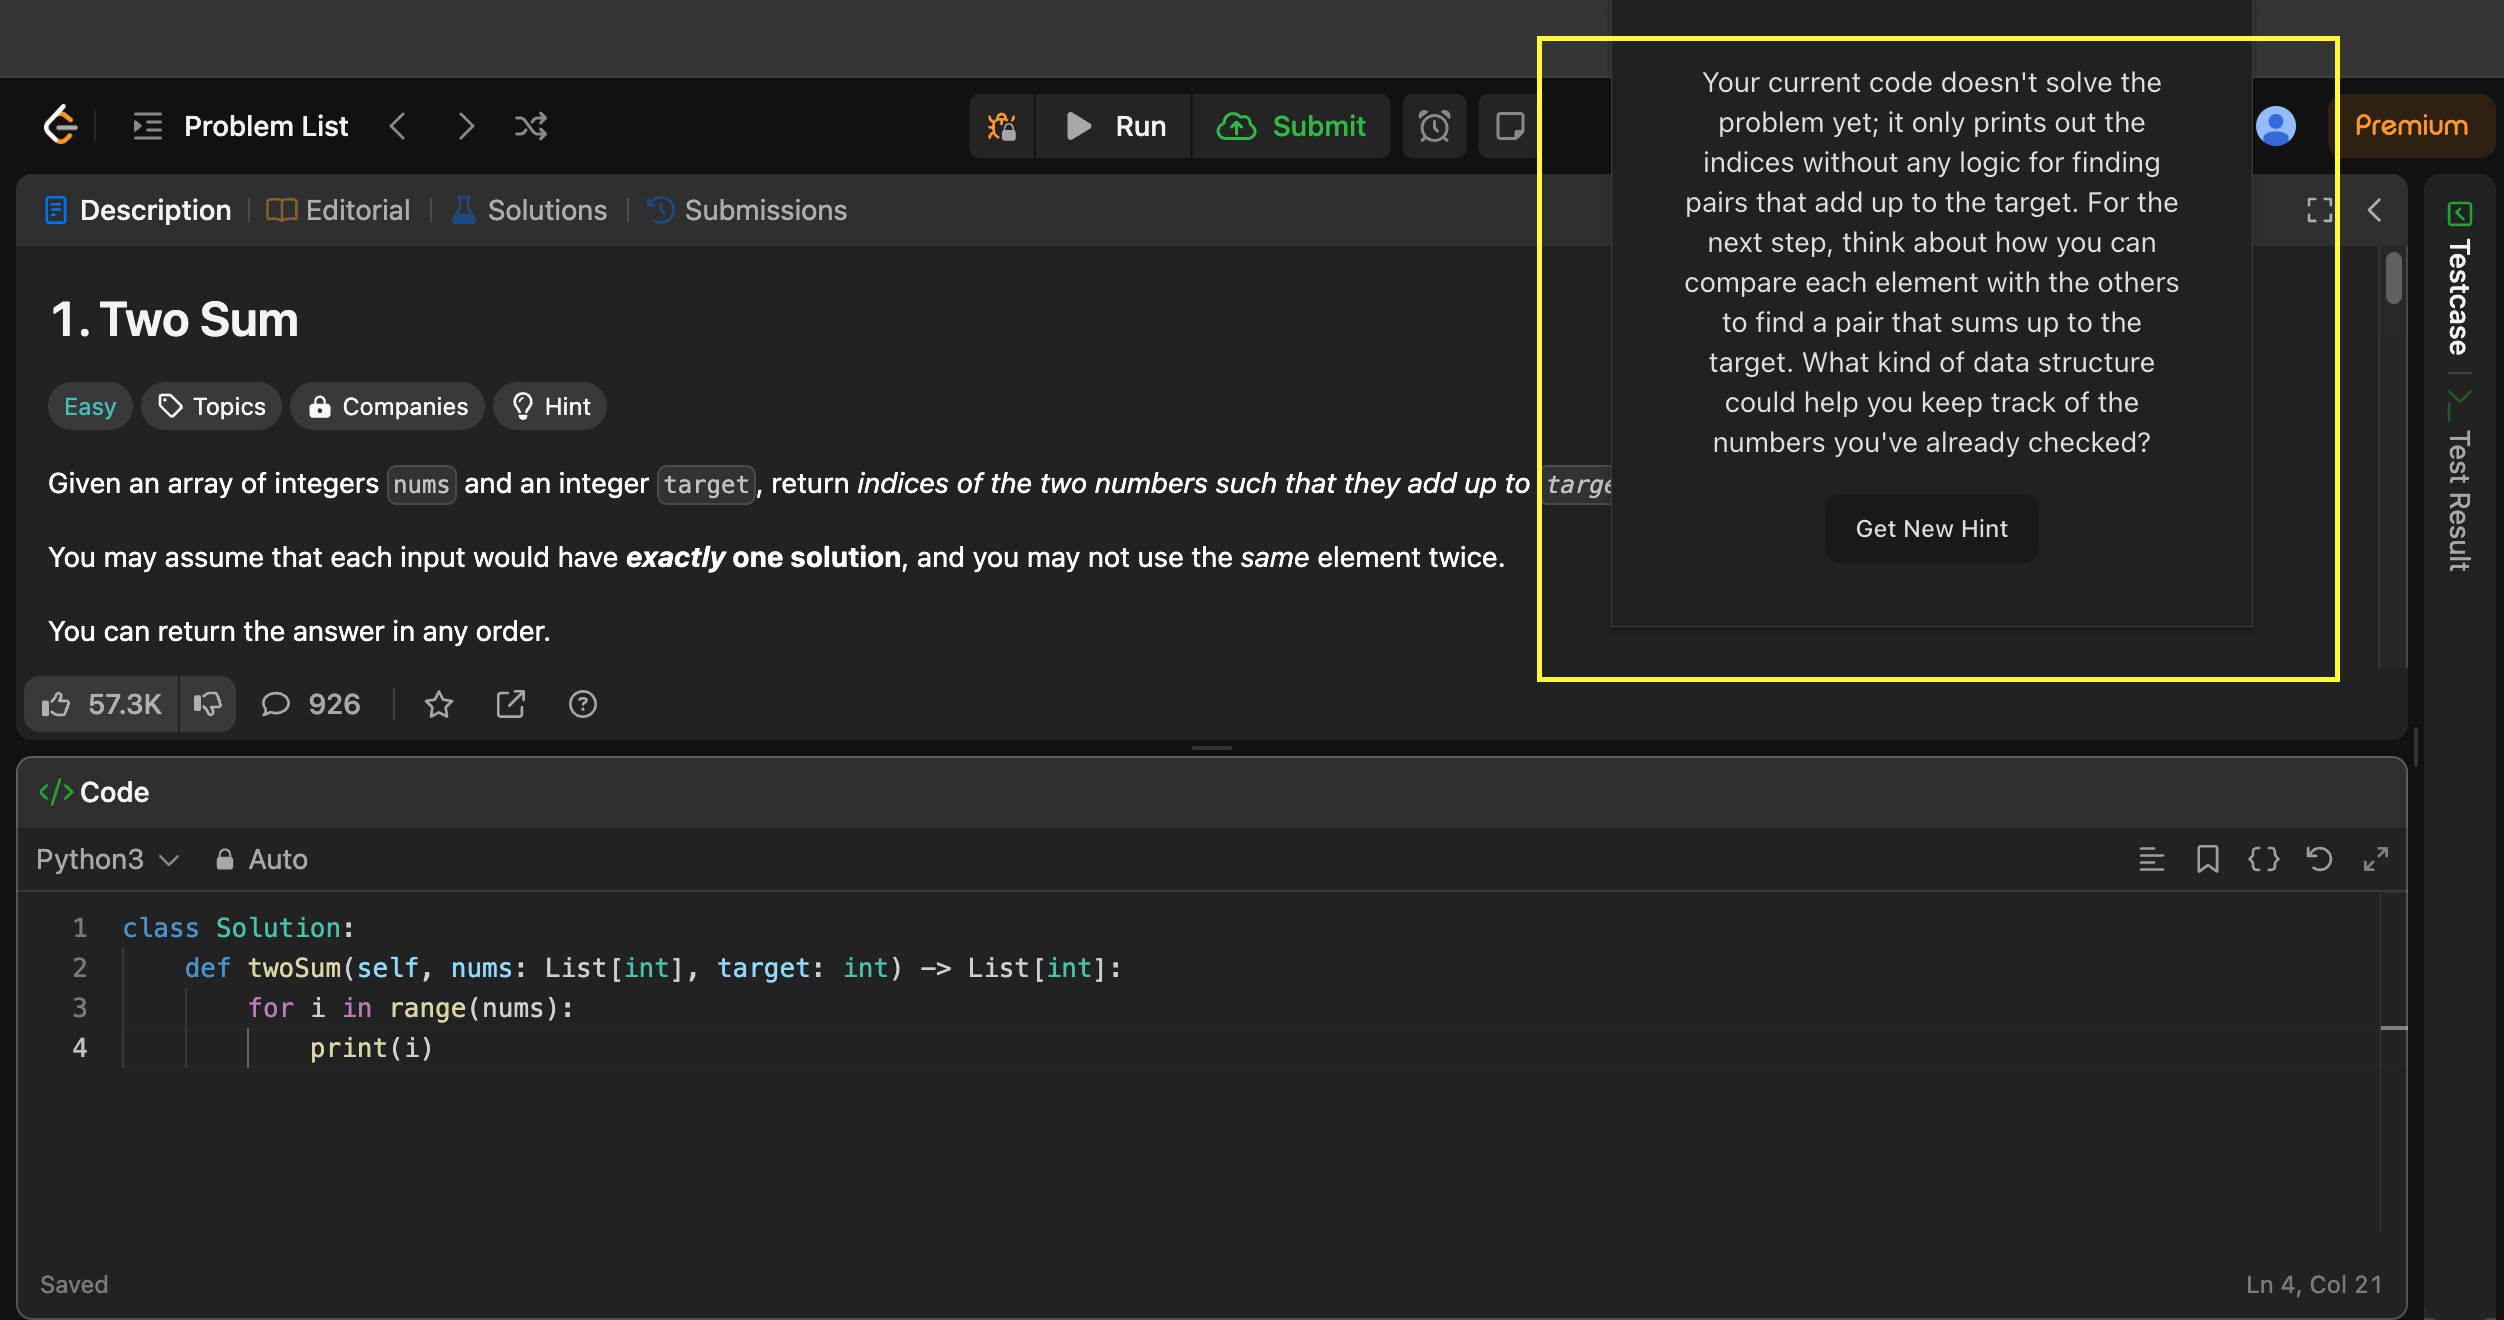 Problem List
Run
Submit
Premium
Your current code doesn't solve the
problem yet; it only prints out the
indices without any logic for finding
pairs that add up to the target. For the
next step, think about how you can
compare each element with the others
to find a pair that sums up to the
target. What kind of data structure
could help you keep track of the
numbers you've already checked?
Get New Hint
Description
Editorial
Solutions
Submissions
1. Two Sum
Easy
Topics
Companies
Hint
Given an array of integers nums and an integer target, return indices of the two numbers such that they add up to targe
You may assume that each input would have exactly one solution, and you may not use the same element twice.
You can return the answer in any order.
57.3K
926
Testcase
Test Result
</> Code
Python3
Auto
1 class Solution:
2 def twoSum(self, nums: List[int], target: int) -> List[int]:
3 for i in range(nums):
4 print(i)
Saved
Ln 4, Col 21